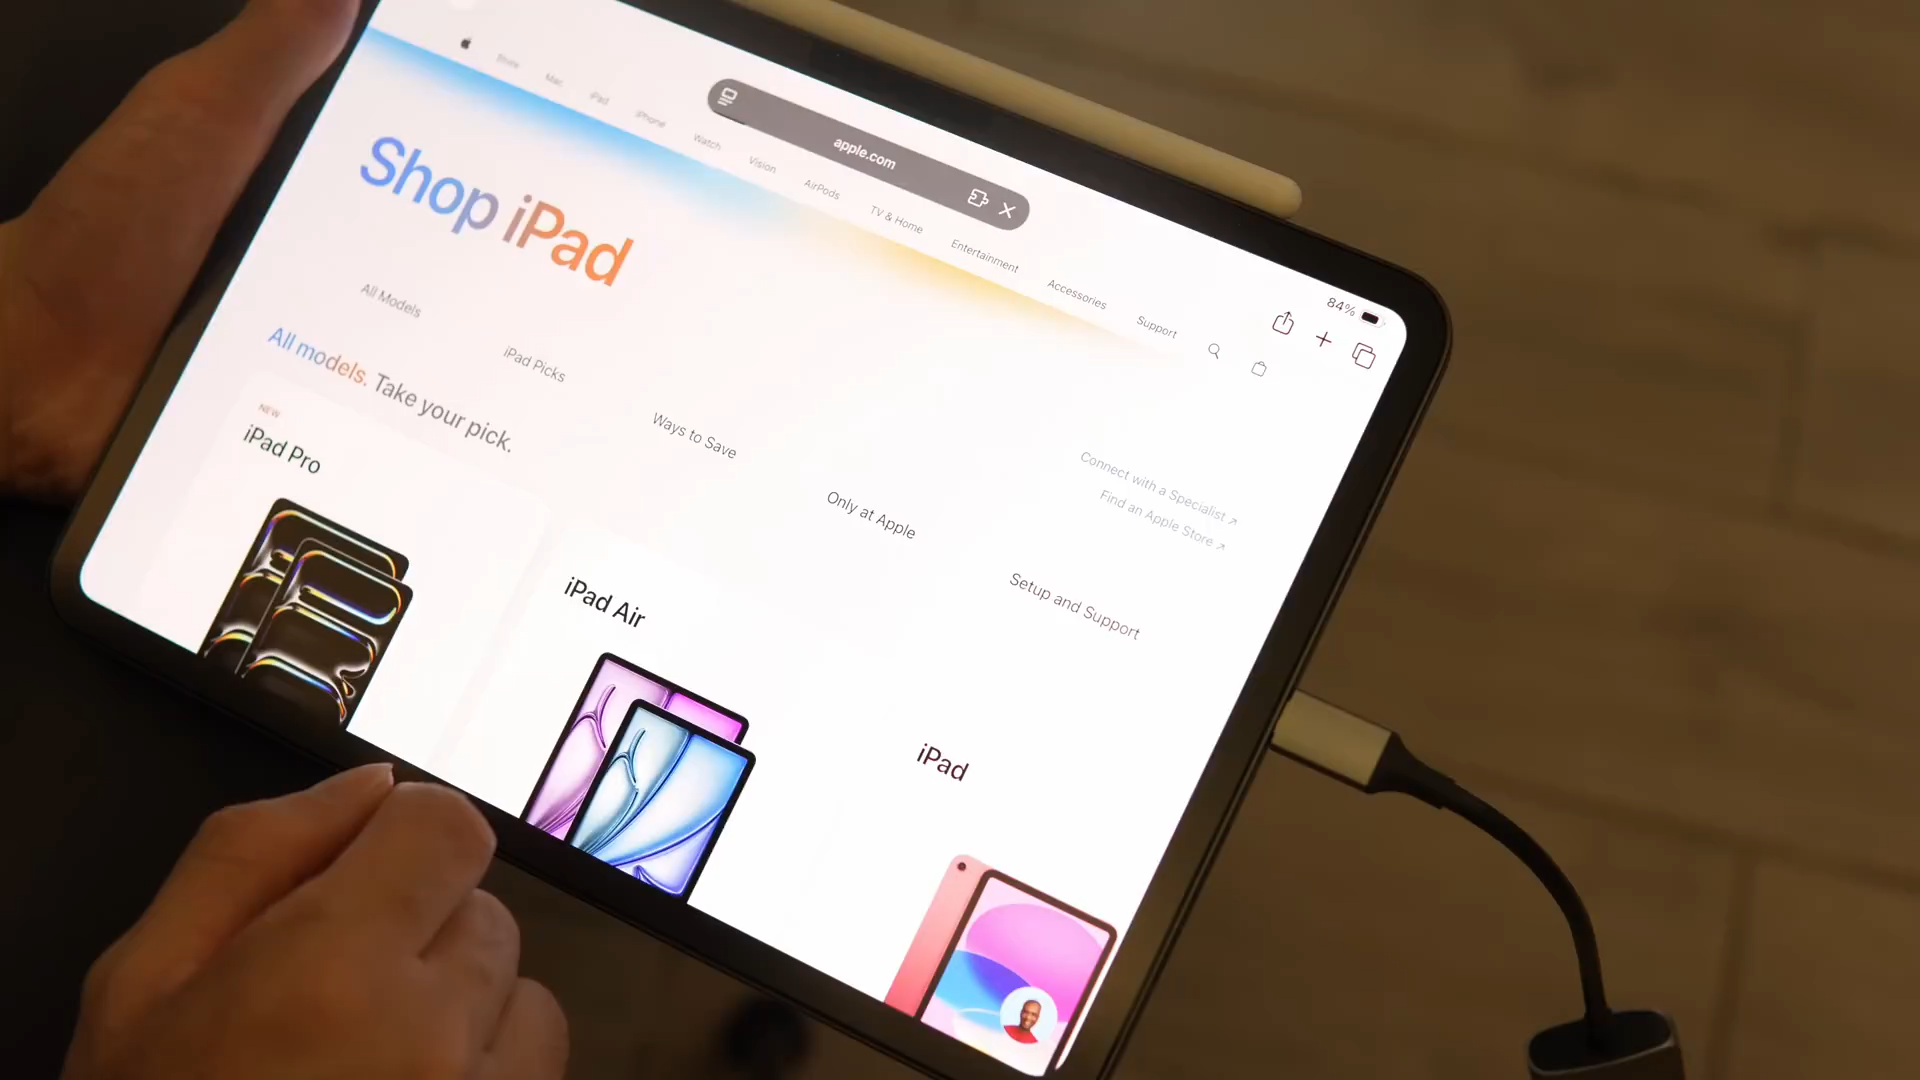 apple.com
84%
Store Mac iPad iPhone Watch Vision AirPods TV & Home Entertainment Accessories Support
Shop iPad
Connect with a Specialist ↗
Find an Apple Store ↗
All Models
iPad Picks
Ways to Save
Only at Apple
Setup and Support
All models. Take your pick.
NEW
iPad Pro
iPad Air
iPad